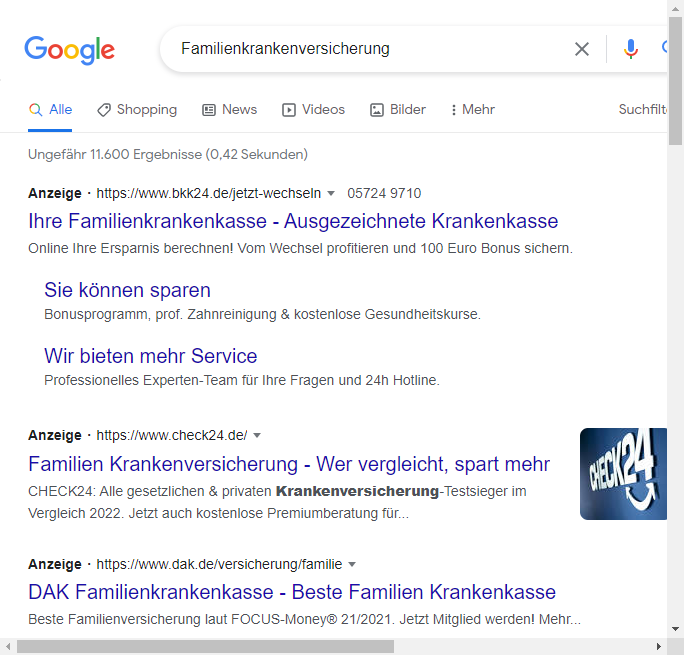 Google
Familienkrankenversicherung
Alle Shopping News Videos Bilder Mehr
Ungefähr 11.600 Ergebnisse (0,42 Sekunden)
Anzeige · https://www.bkk24.de/jetzt-wechseln 05724 9710
Ihre Familienkrankenkasse - Ausgezeichnete Krankenkasse
Online Ihre Ersparnis berechnen! Vom Wechsel profitieren und 100 Euro Bonus sichern.
Sie können sparen
Bonusprogramm, prof. Zahnreinigung & kostenlose Gesundheitskurse.
Wir bieten mehr Service
Professionelles Experten-Team für Ihre Fragen und 24h Hotline.
Anzeige · https://www.check24.de/
CHECK24
Familien Krankenversicherung - Wer vergleicht, spart mehr
CHECK24: Alle gesetzlichen & privaten Krankenversicherung-Testsieger im
Vergleich 2022. Jetzt auch kostenlose Premiumberatung für...
Anzeige · https://www.dak.de/versicherung/familie
DAK Familienkrankenkasse - Beste Familien Krankenkasse
Beste Familienversicherung laut FOCUS-Money® 21/2021. Jetzt Mitglied werden! Mehr...